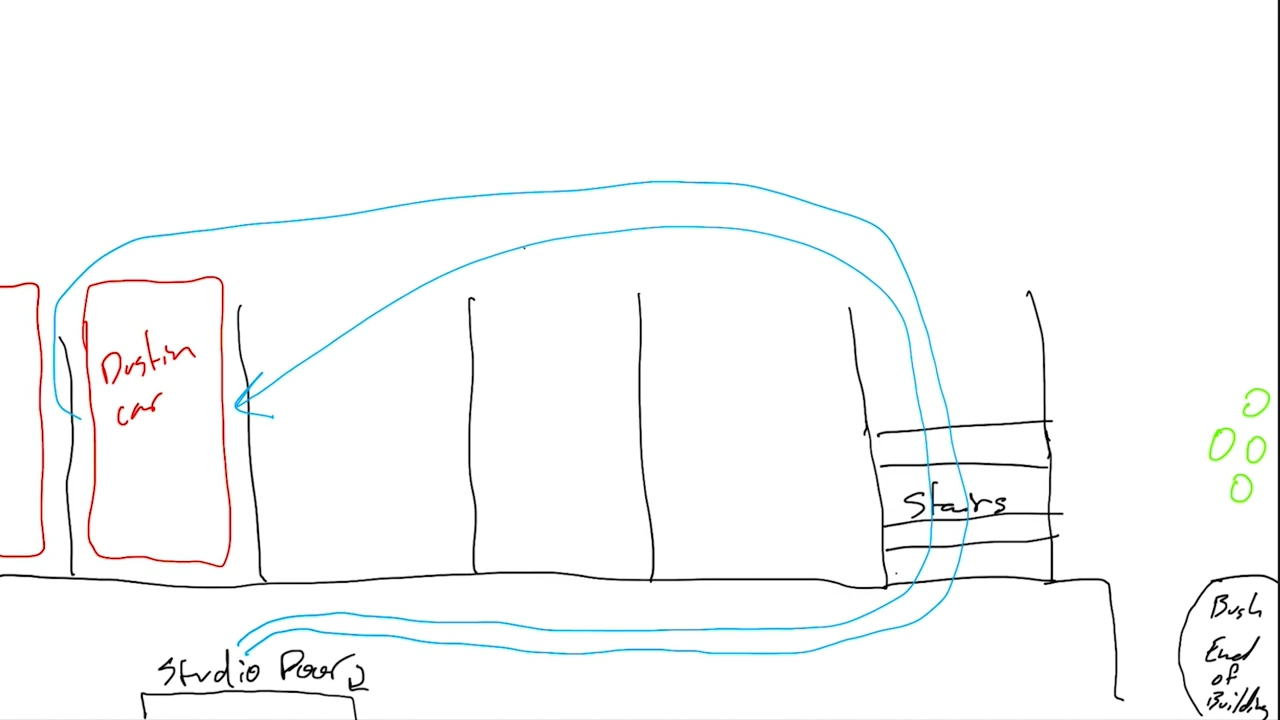 Dustin
car
Stairs
Studio Door
Bush
End
of
Building